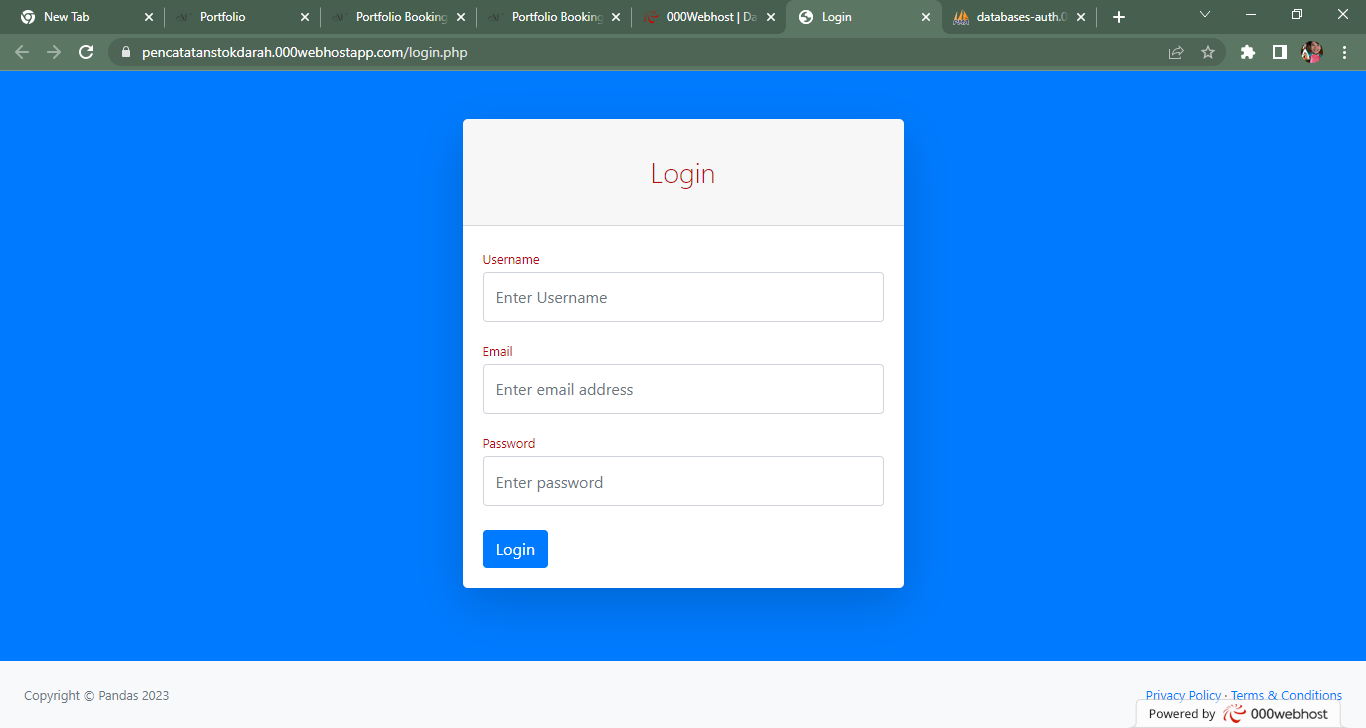 New Tab
Portfolio
Portfolio Booking
Portfolio Booking
000Webhost | Da
Login
databases-auth.0
pencatatanstokdarah.000webhostapp.com/login.php
Login
Username
Enter Username
Email
Enter email address
Password
Enter password
Login
Copyright © Pandas 2023
Privacy Policy · Terms & Conditions
Powered by 000webhost